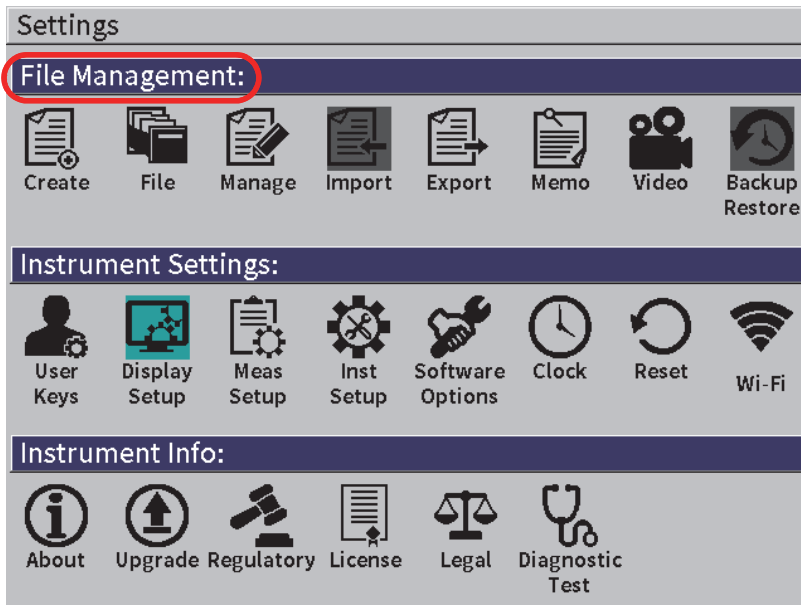 Settings
File Management:
Create File Manage Import Export Memo Video Backup
Restore
Instrument Settings:
User Display Meas Inst Software Clock Reset Wi-Fi
Keys Setup Setup Setup Options
Instrument Info:
About Upgrade Regulatory License Legal Diagnostic
Test